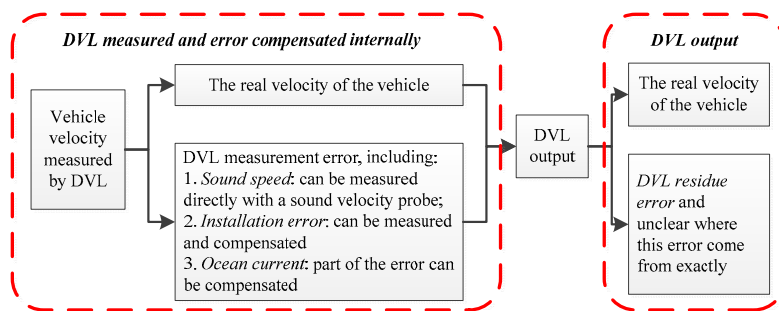 DVL measured and error compensated internally
Vehicle
velocity
measured
by DVL
The real velocity of the vehicle
DVL measurement error, including:
1. Sound speed: can be measured
directly with a sound velocity probe;
2. Installation error: can be measured
and compensated
3. Ocean current: part of the error can
be compensated
DVL
output
DVL output
The real velocity
of the vehicle
DVL residue
error and
unclear where
this error come
from exactly